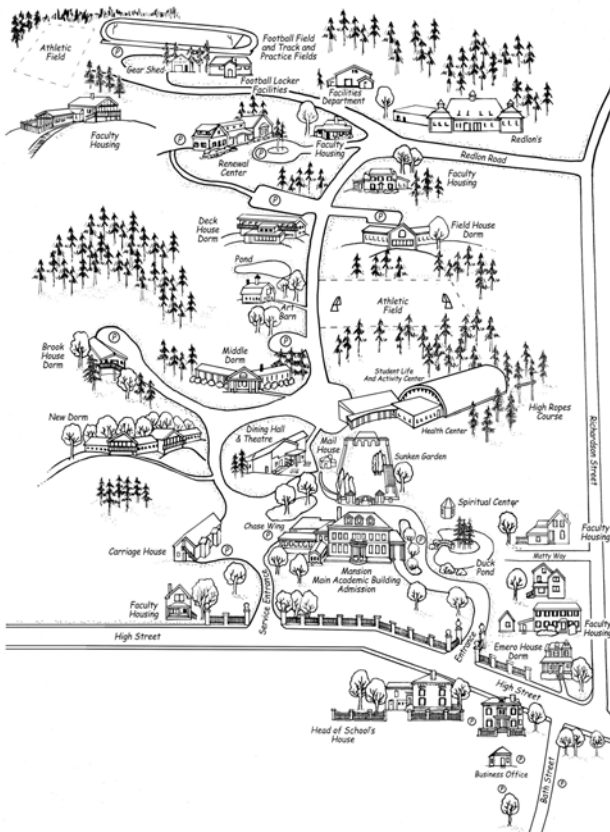 Football Field
and Track and
Practice Fields
P
Athletic
Field
Gear Shed
Football Locker
Facilities
Facilities
Department
Redlon's
Faculty
Housing
P
P
Renewal
Center
Faculty
Housing
Redlon Road
Faculty
Housing
P
P
Deck
House
Dorm
Field House
Dorm
Pond
Art
Barn
Athletic
Field
P
P
Brook
House
Dorm
Middle
Dorm
Student Life
And Activity Center
High Ropes
Course
Richardson Street
New Dorm
Dining Hall
& Theatre
Mail
House
Health Center
Sunken Garden
Spiritual Center
Chase Wing
P
Faculty
Housing
Carriage House
P
P
Mansion
Main Academic Building
Admission
Duck
Pond
Matty Way
Faculty
Housing
Service Entrance
Faculty
Housing
High Street
Entrance
Emero House
Dorm
High Street
Head of School's
House
P
Business Office
P
P
P
Bath Street